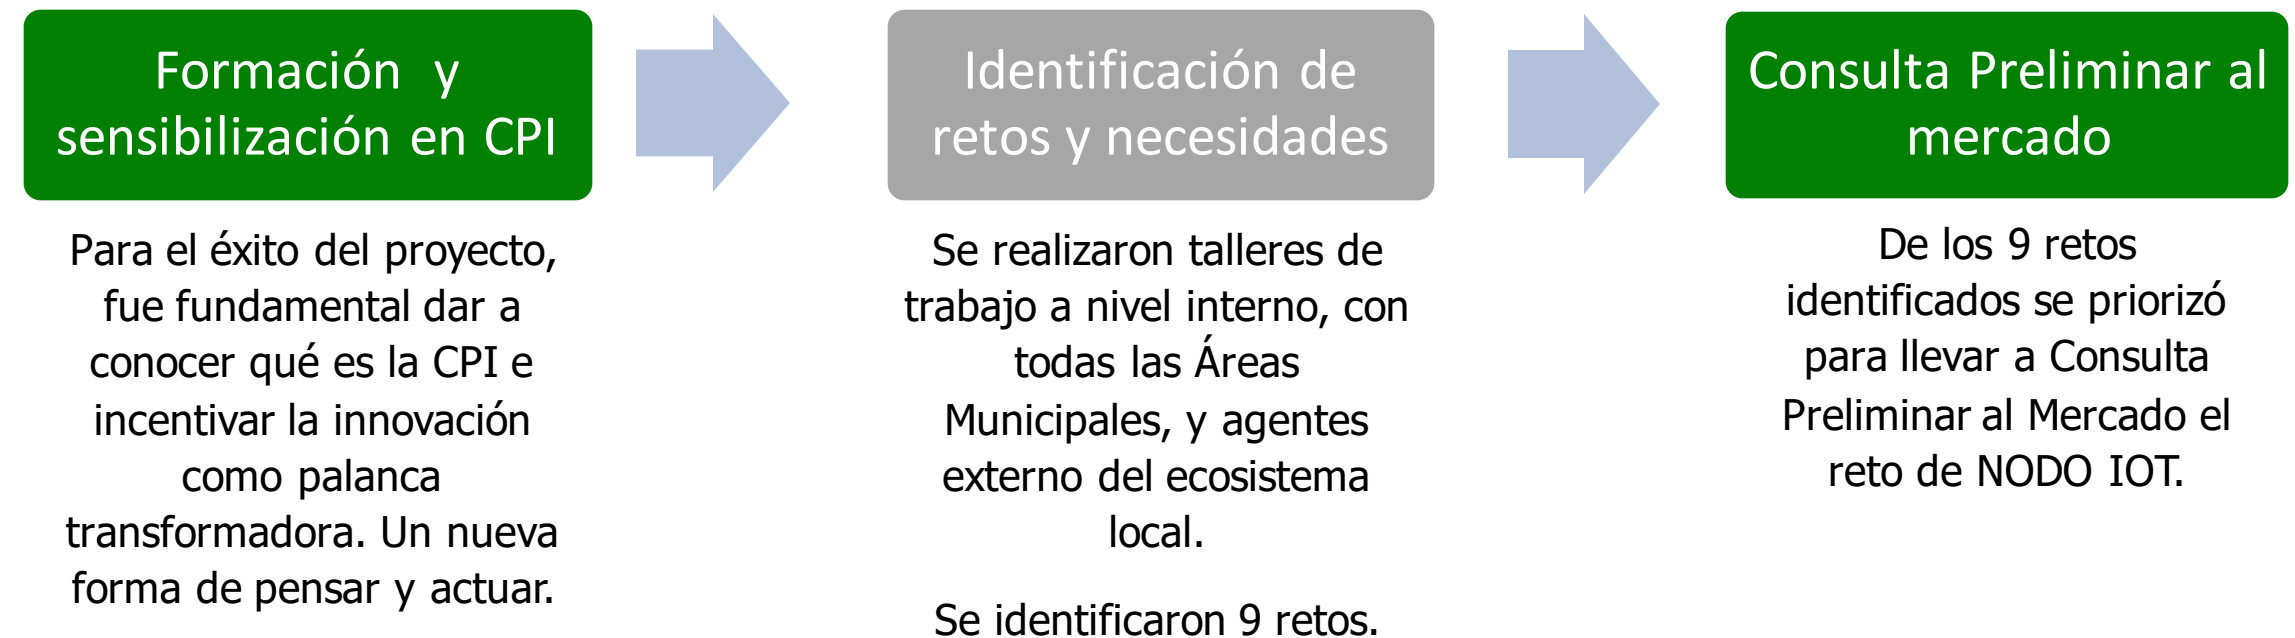 Formación y
sensibilización en CPI
Para el éxito del proyecto,
fue fundamental dar a
conocer qué es la CPI e
incentivar la innovación
como palanca
transformadora. Un nueva
forma de pensar y actuar.
Identificación de
retos y necesidades
Se realizaron talleres de
trabajo a nivel interno, con
todas las Áreas
Municipales, y agentes
externo del ecosistema
local.
Se identificaron 9 retos.
Consulta Preliminar al
mercado
De los 9 retos
identificados se priorizó
para llevar a Consulta
Preliminar al Mercado el
reto de NODO IOT.